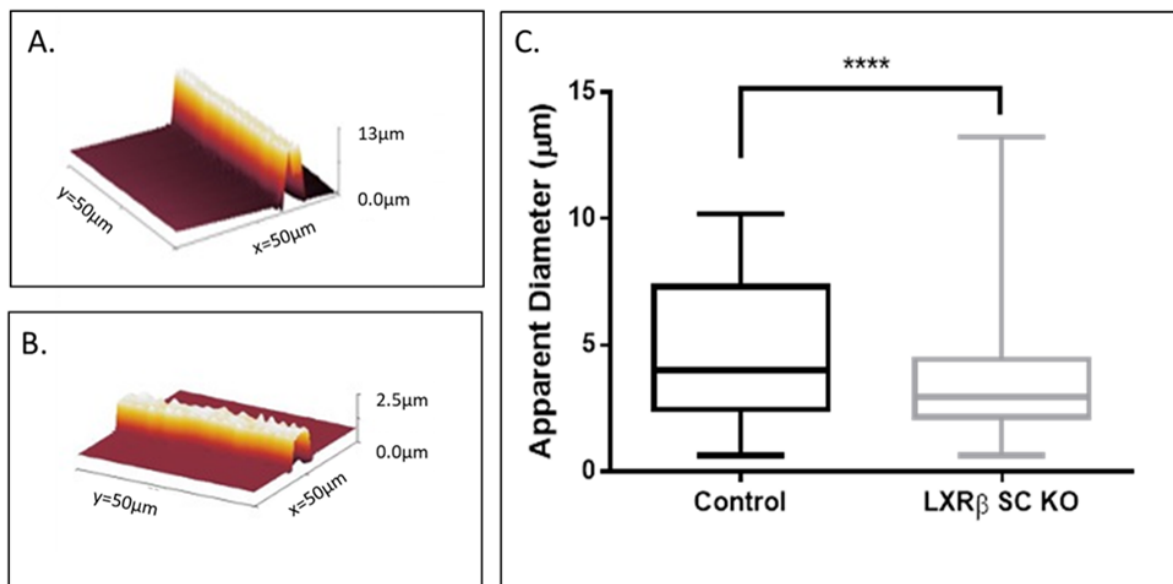 A.
13µm
0.0µm
y=50µm
x=50µm
B.
2.5µm
0.0µm
y=50µm
x=50µm
C.
****
Apparent Diameter (µm)
15
10
5
0
Control
LXRβ SC KO